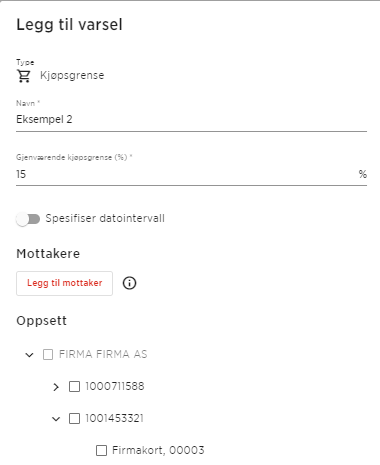 Legg til varsel
Type
Kjøpsgrense
Navn *
Eksempel 2
Gjenværende kjøpsgrense (%) *
15 %
Spesifiser datointervall
Mottakere
Legg til mottaker
Oppsett
FIRMA FIRMA AS
1000711588
1001453321
Firmakort, 00003